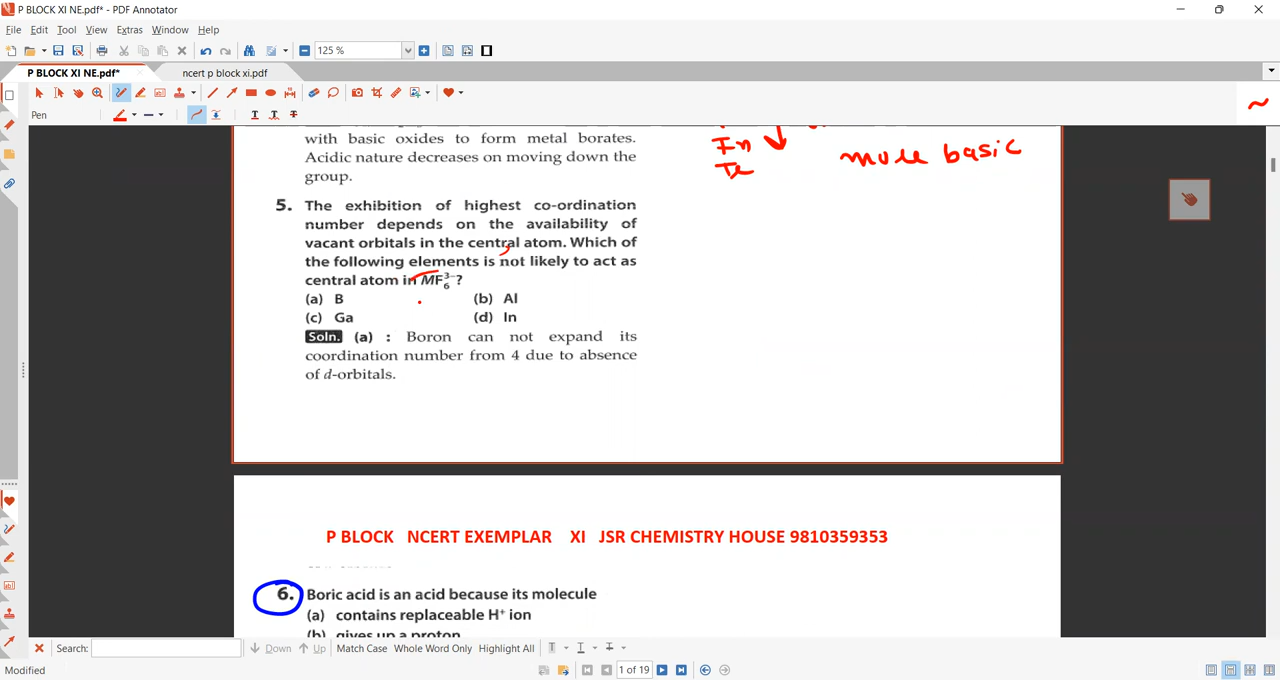 P BLOCK XI NE.pdf* - PDF Annotator
File Edit Tool View Extras Window Help
125 %
P BLOCK XI NE.pdf* ncert p block xi.pdf
Pen
with basic oxides to form metal borates.
Acidic nature decreases on moving down the
group.
In
more basic
5. The exhibition of highest co-ordination
number depends on the availability of
vacant orbitals in the central atom. Which of
the following elements is not likely to act as
central atom in MF₆³⁻?
(a) B (b) Al
(c) Ga (d) In
Soln. (a) : Boron can not expand its
coordination number from 4 due to absence
of d-orbitals.
P BLOCK NCERT EXEMPLAR XI JSR CHEMISTRY HOUSE 9810359353
6. Boric acid is an acid because its molecule
(a) contains replaceable H⁺ ion
(b) gives up a proton
Search: Down Up Match Case Whole Word Only Highlight All
Modified
1 of 19